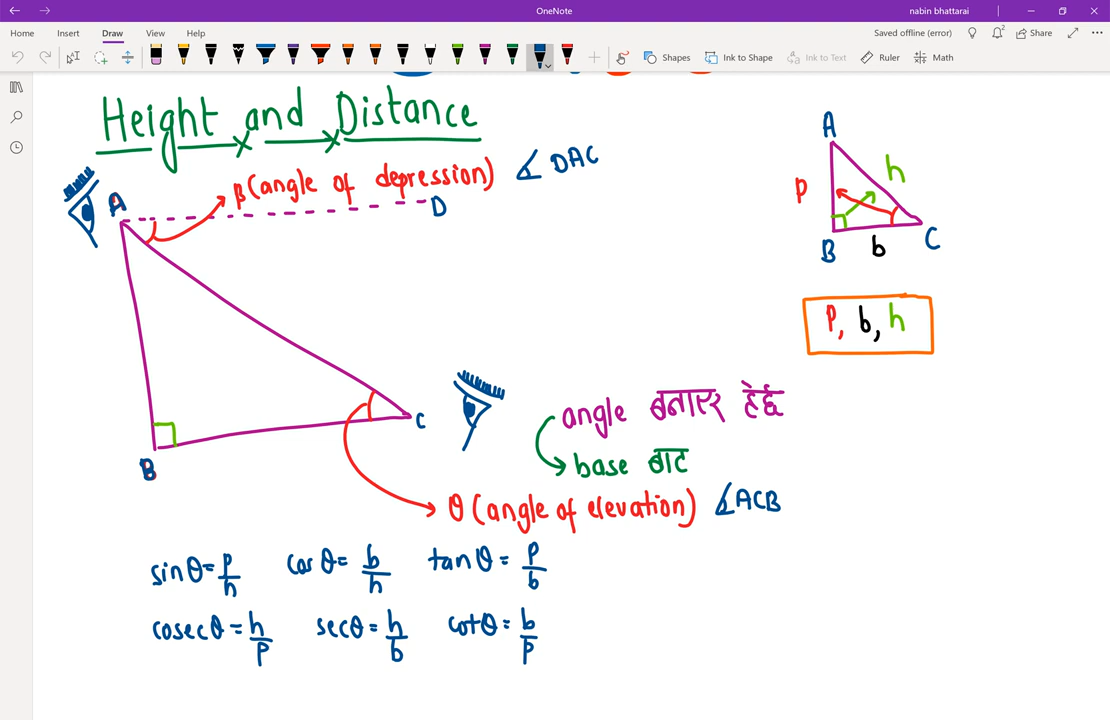 OneNote
nabin bhattarai
Home Insert Draw View Help
Saved offline (error)
Share
Shapes
Ink to Shape
Ink to Text
Ruler
Math
Height and Distance
β (angle of depression) ∡ DAC
A
D
B
C
A
P
h
B
b
C
P, b, h
angle बनाएर हेर्द्द
base बाट
θ (angle of elevation) ∡ACB
sinθ = p/h cosθ = b/h tanθ = p/b
cosecθ = h/p secθ = h/b cotθ = b/p